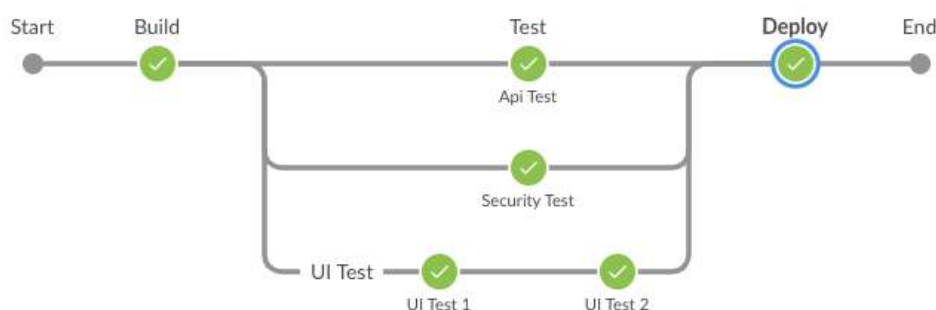 Start
Build
Test
Deploy
End
Api Test
Security Test
UI Test
UI Test 1
UI Test 2